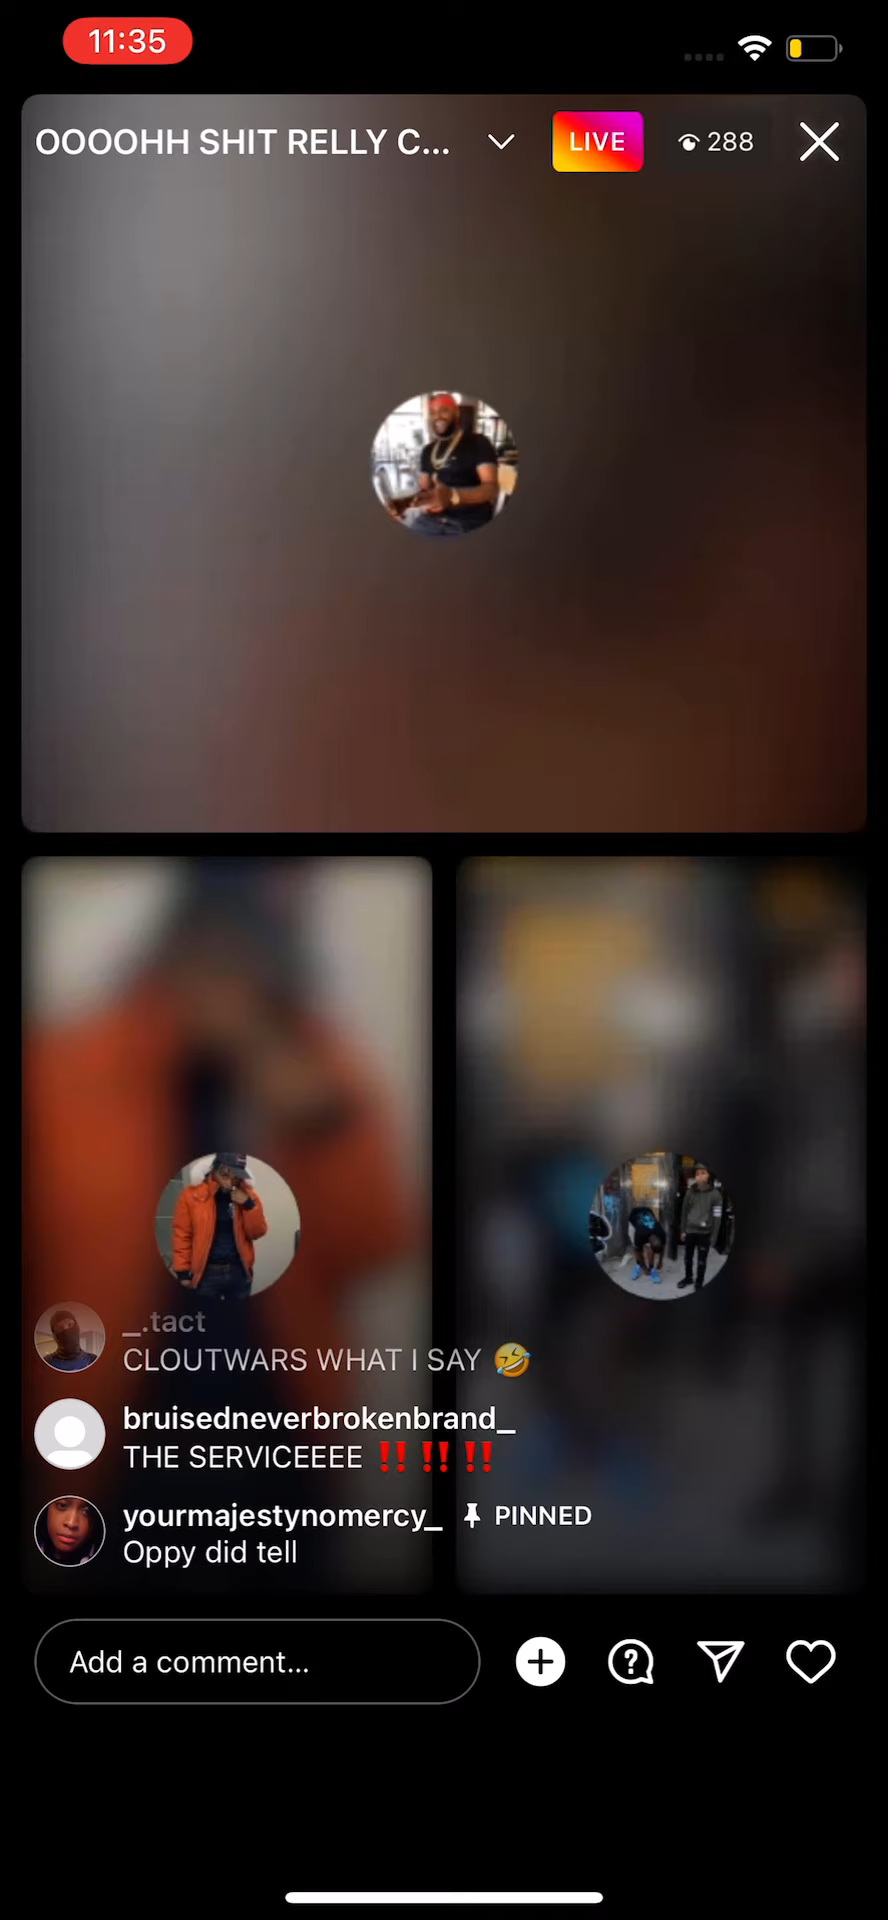 11:35
OOOOHH SHIT RELLY C...
LIVE
288
_.tact
CLOUTWARS WHAT I SAY 🤣
bruisedneverbrokenbrand_
THE SERVICEEEE ‼️ ‼️ ‼️
yourmajestynomercy_ PINNED
Oppy did tell
Add a comment...